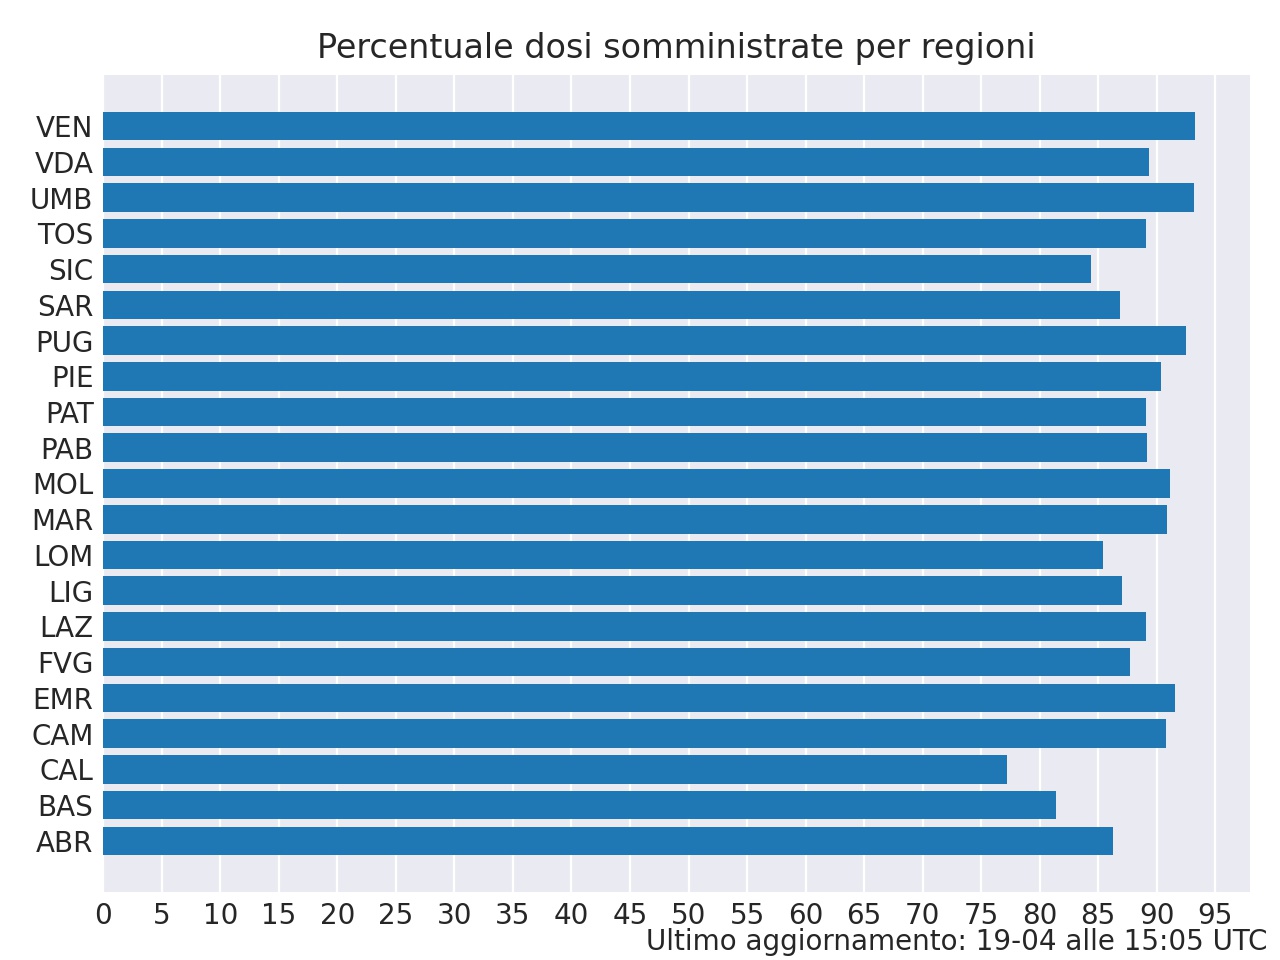 Percentuale dosi somministrate per regioni
VEN
VDA
UMB
TOS
SIC
SAR
PUG
PIE
PAT
PAB
MOL
MAR
LOM
LIG
LAZ
FVG
EMR
CAM
CAL
BAS
ABR
0 5 10 15 20 25 30 35 40 45 50 55 60 65 70 75 80 85 90 95
Ultimo aggiornamento: 19-04 alle 15:05 UTC